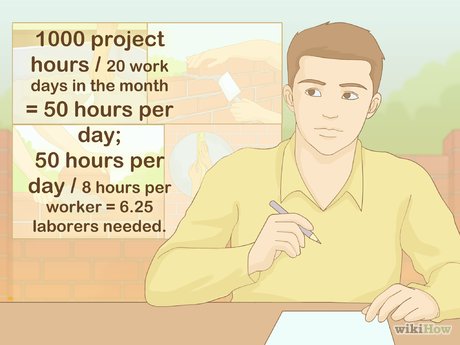 1000 project
hours / 20 work
days in the month
= 50 hours per
day;
50 hours per
day / 8 hours per
worker = 6.25
laborers needed.
wikiHow